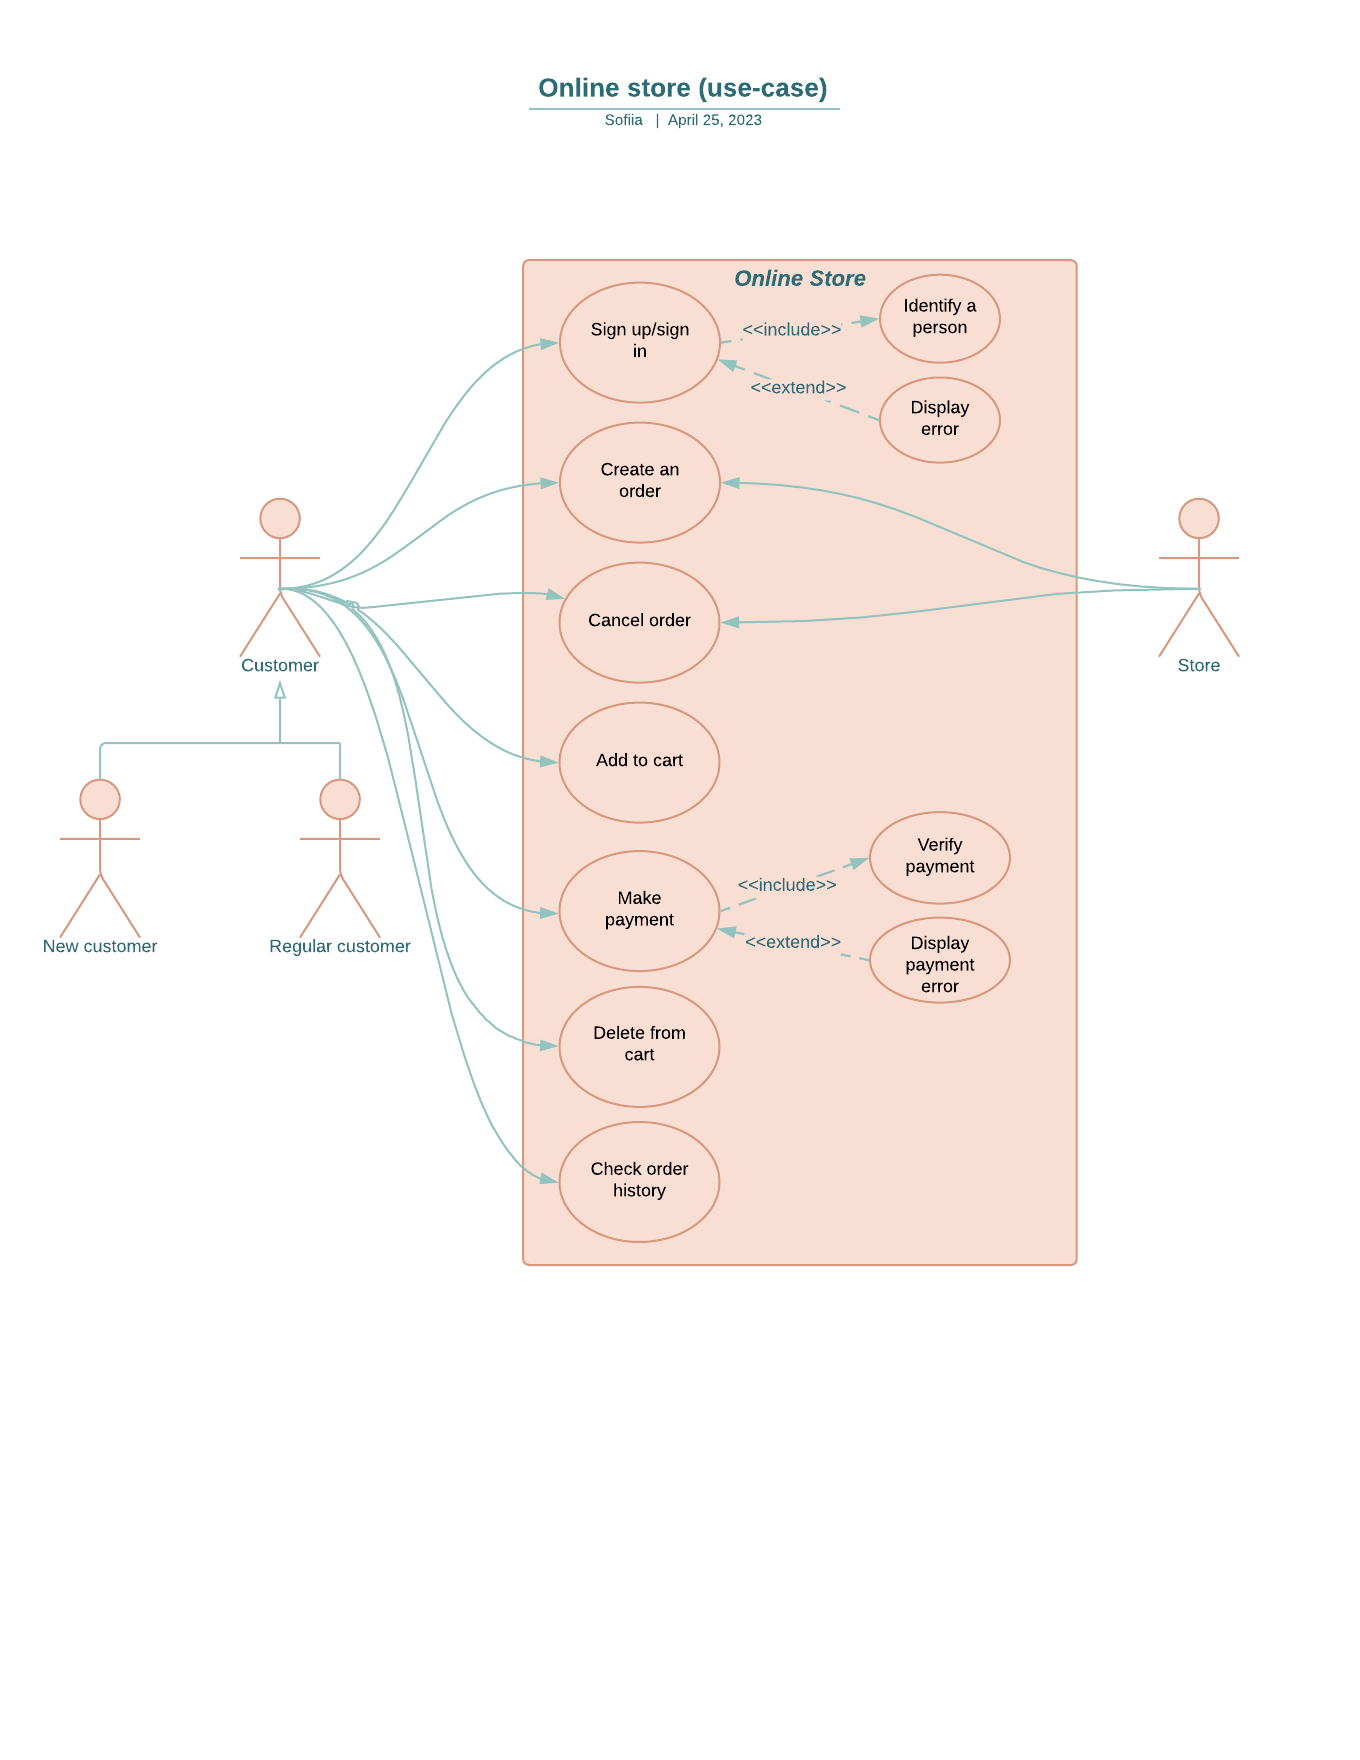 Online store (use-case)
Sofiia | April 25, 2023
Online Store
Sign up/sign
in
<<include>>
Identify a
person
<<extend>>
Display
error
Create an
order
Cancel order
Customer
Store
Add to cart
New customer
Regular customer
Make
payment
<<include>>
Verify
payment
<<extend>>
Display
payment
error
Delete from
cart
Check order
history